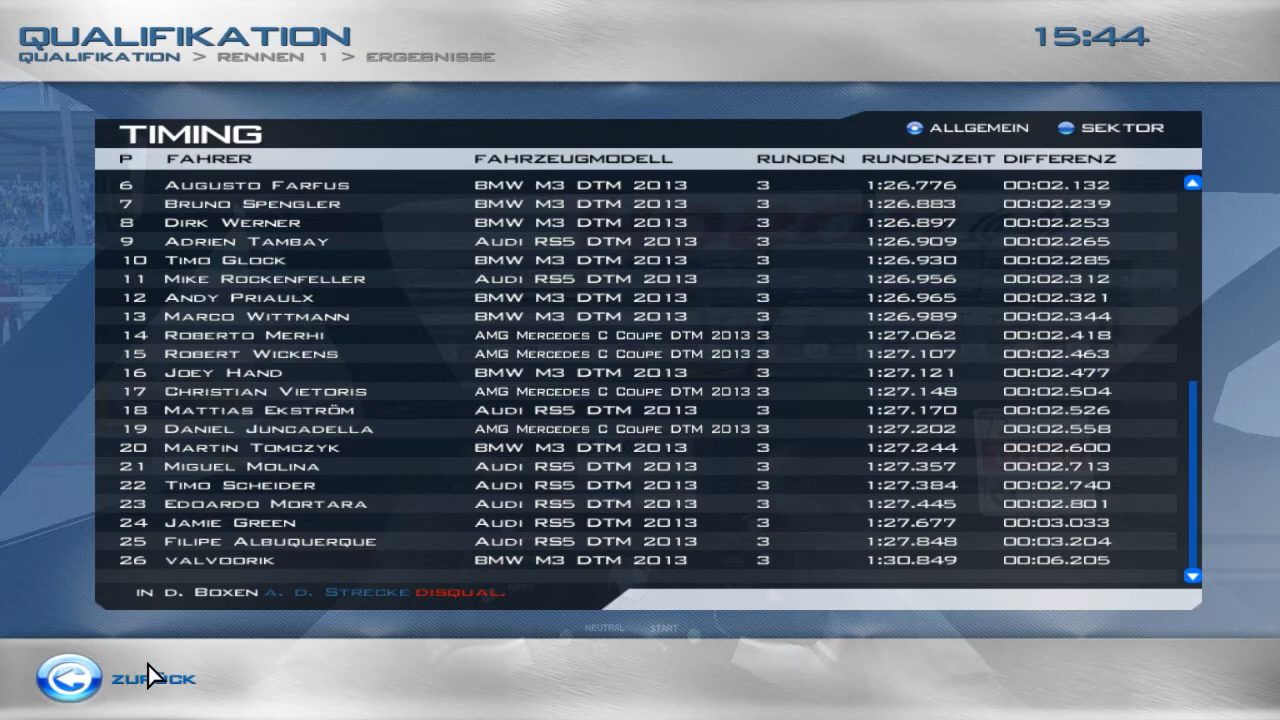 QUALIFIKATION
15:44
QUALIFIKATION > RENNEN 1 > ERGEBNISSE
TIMING
ALLGEMEIN SEKTOR
P FAHRER FAHRZEUGMODELL RUNDEN RUNDENZEIT DIFFERENZ
6 AUGUSTO FARFUS BMW M3 DTM 2013 3 1:26.776 00:02.132
7 BRUNO SPENGLER BMW M3 DTM 2013 3 1:26.883 00:02.239
8 DIRK WERNER BMW M3 DTM 2013 3 1:26.897 00:02.253
9 ADRIEN TAMBAY AUDI RS5 DTM 2013 3 1:26.909 00:02.265
10 TIMO GLOCK BMW M3 DTM 2013 3 1:26.930 00:02.285
11 MIKE ROCKENFELLER AUDI RS5 DTM 2013 3 1:26.956 00:02.312
12 ANDY PRIAULX BMW M3 DTM 2013 3 1:26.965 00:02.321
13 MARCO WITTMANN BMW M3 DTM 2013 3 1:26.989 00:02.344
14 ROBERTO MERHI AMG MERCEDES C COUPE DTM 2013 3 1:27.062 00:02.418
15 ROBERT WICKENS AMG MERCEDES C COUPE DTM 2013 3 1:27.107 00:02.463
16 JOEY HAND BMW M3 DTM 2013 3 1:27.121 00:02.477
17 CHRISTIAN VIETORIS AMG MERCEDES C COUPE DTM 2013 3 1:27.148 00:02.504
18 MATTIAS EKSTRÖM AUDI RS5 DTM 2013 3 1:27.170 00:02.526
19 DANIEL JUNCADELLA AMG MERCEDES C COUPE DTM 2013 3 1:27.202 00:02.558
20 MARTIN TOMCZYK BMW M3 DTM 2013 3 1:27.244 00:02.600
21 MIGUEL MOLINA AUDI RS5 DTM 2013 3 1:27.357 00:02.713
22 TIMO SCHEIDER AUDI RS5 DTM 2013 3 1:27.384 00:02.740
23 EDOARDO MORTARA AUDI RS5 DTM 2013 3 1:27.445 00:02.801
24 JAMIE GREEN AUDI RS5 DTM 2013 3 1:27.677 00:03.033
25 FILIPE ALBUQUERQUE AUDI RS5 DTM 2013 3 1:27.848 00:03.204
26 VALVOORIK BMW M3 DTM 2013 3 1:30.849 00:06.205
IN D. BOXEN A. D. STRECKE DISQUAL.
NEUTRAL START
ZURÜCK